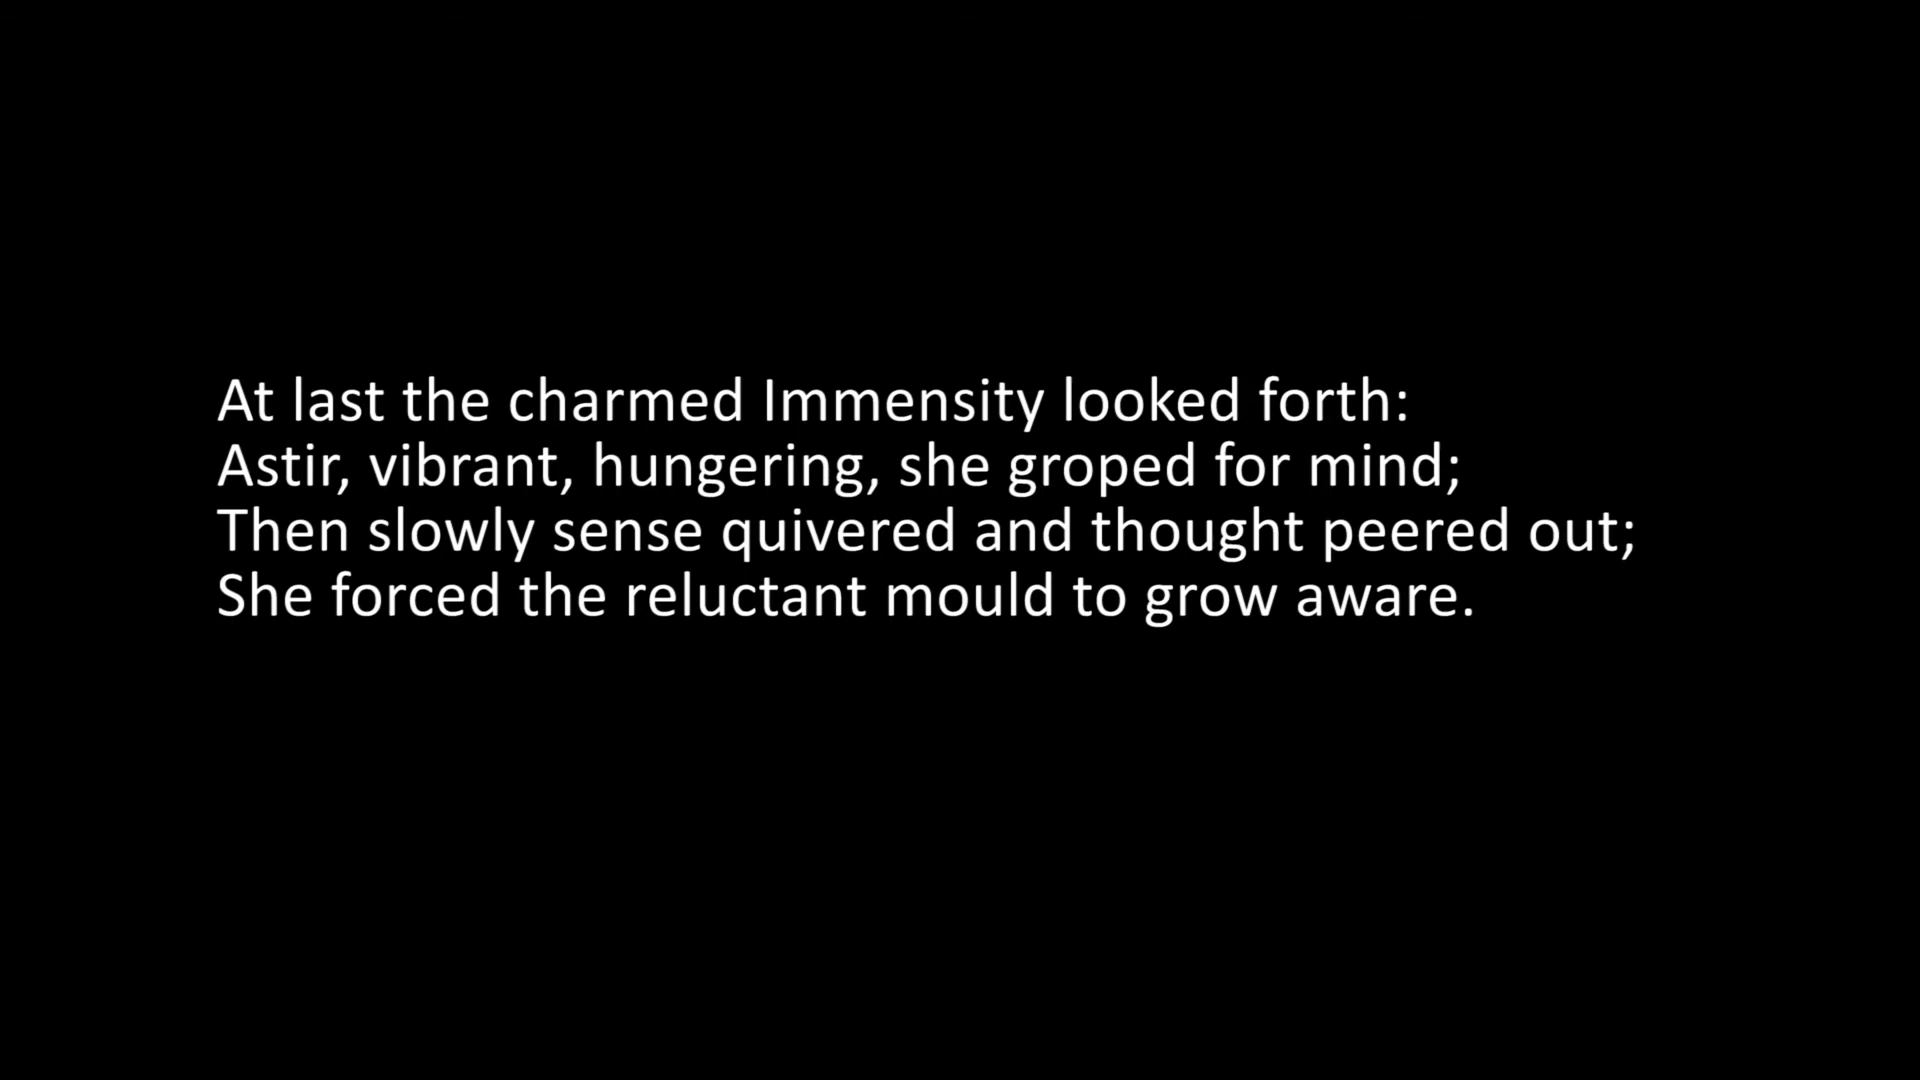 At last the charmed Immensity looked forth:
Astir, vibrant, hungering, she groped for mind;
Then slowly sense quivered and thought peered out;
She forced the reluctant mould to grow aware.